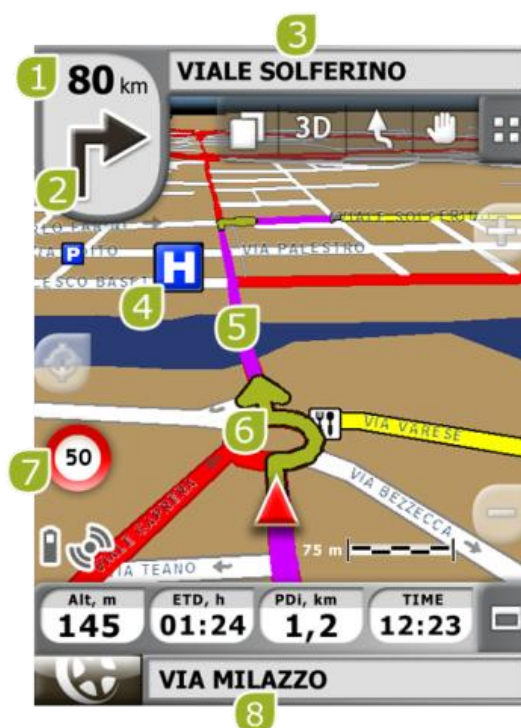 3
1
80 km
VIALE SOLFERINO
3D
2
VIALE SOLFERINO
P
H
VIA PALESTRO
4
5
6
VIA VARESE
7
50
VIA BEZZECCA
75 m
VIA TEANO
Alt, m
145
ETD, h
01:24
PDi, km
1,2
TIME
12:23
VIA MILAZZO
8